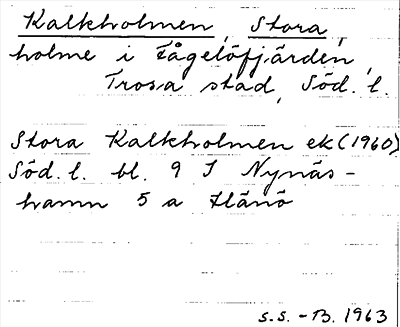 Kalkholmen, Stora,
holme i Fågelöfjärden,
Trosa stad, Söd. l.
Stora Kalkholmen ek (1960)
Söd. l. bl. 9 I Nynäs-
hamn 5 a Hånö
S.S. - B. 1963